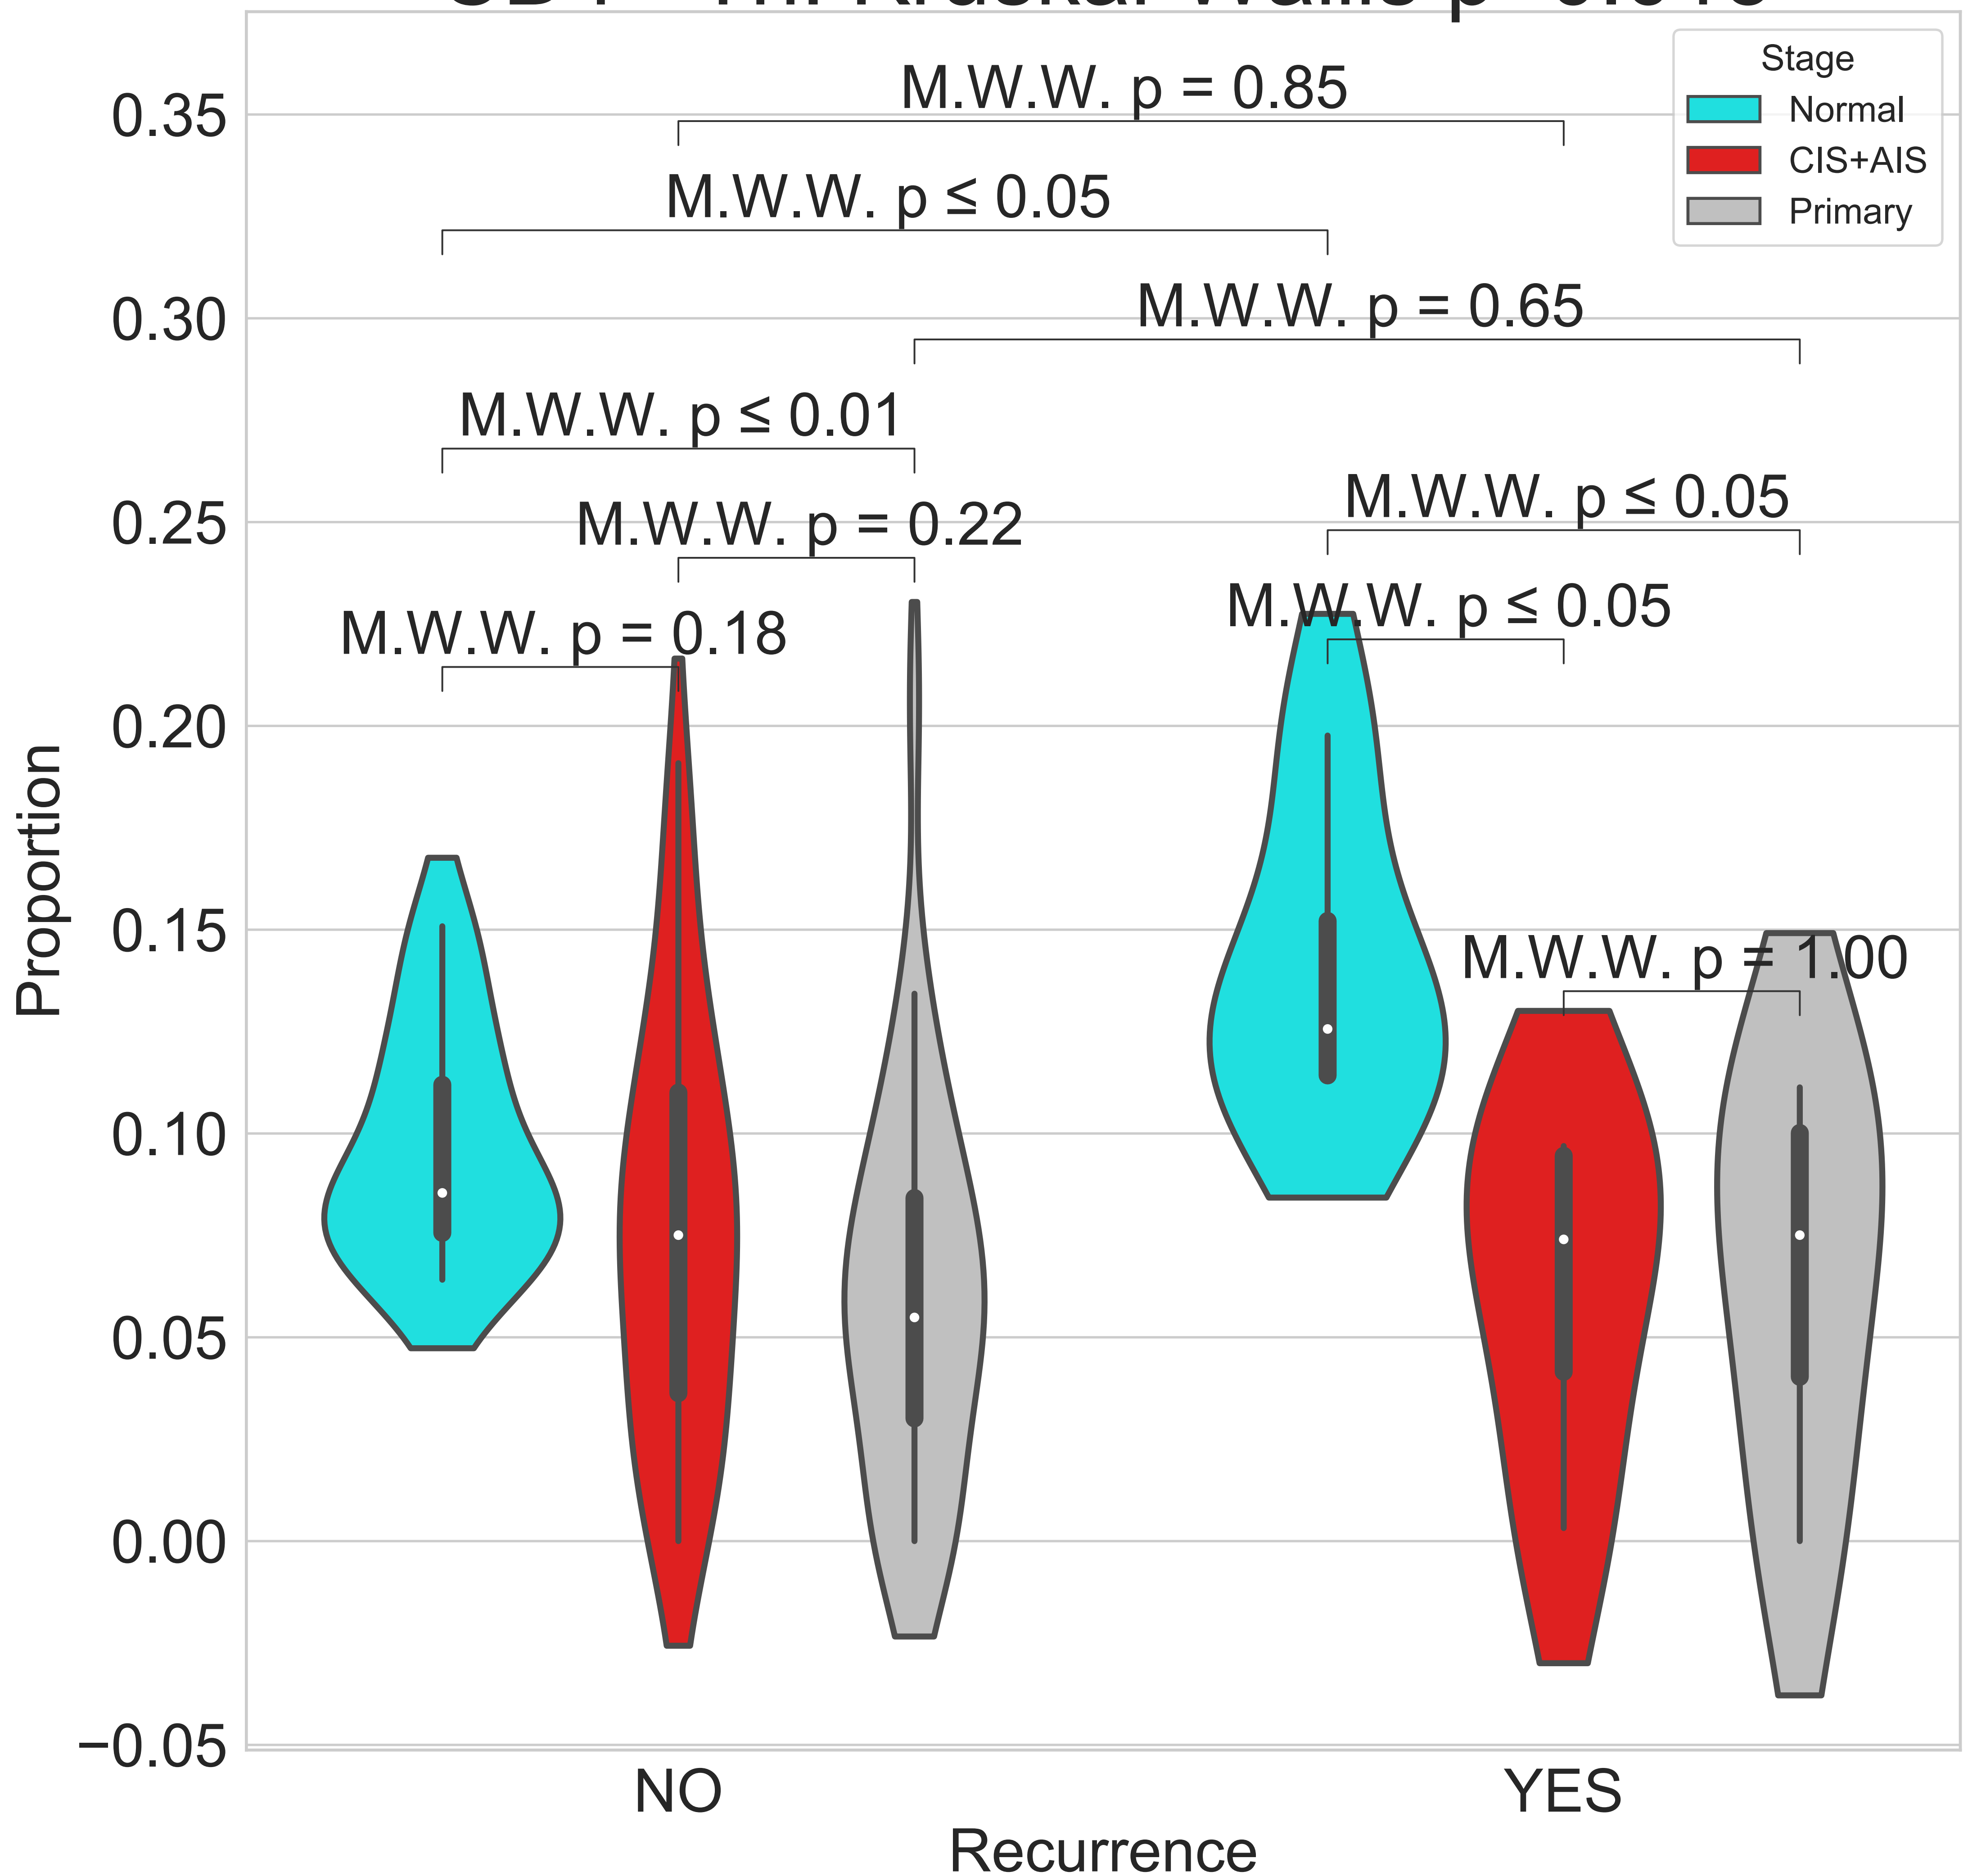 Stage
Normal
CIS+AIS
Primary
M.W.W. p = 0.85
M.W.W. p ≤ 0.05
M.W.W. p = 0.65
M.W.W. p ≤ 0.01
M.W.W. p ≤ 0.05
M.W.W. p = 0.22
M.W.W. p ≤ 0.05
M.W.W. p = 0.18
M.W.W. p = 1.00
0.35
0.30
0.25
0.20
0.15
0.10
0.05
0.00
−0.05
Proportion
NO
YES
Recurrence